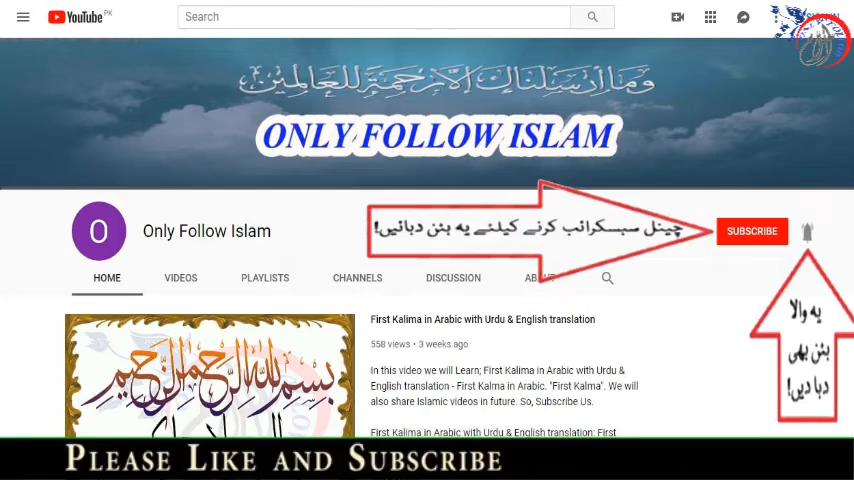 YouTube PK
Search
وما أرسلناك إلا رحمة للعالمين
ONLY FOLLOW ISLAM
O
Only Follow Islam
چینل سبسکرائب کرنے کیلئے یہ بٹن دبائیں!
SUBSCRIBE
HOME VIDEOS PLAYLISTS CHANNELS DISCUSSION
یہ والا
بٹن بھی
دبا دیں!
First Kalima in Arabic with Urdu & English translation
558 views • 3 weeks ago
In this video we will Learn; First Kalima in Arabic with Urdu &
English translation - First Kalma in Arabic. "First Kalma". We will
also share Islamic videos in future. So, Subscribe Us.
First Kalima in Arabic with Urdu & English translation: First
بسم الله الرحمن الرحيم
PLEASE LIKE AND SUBSCRIBE